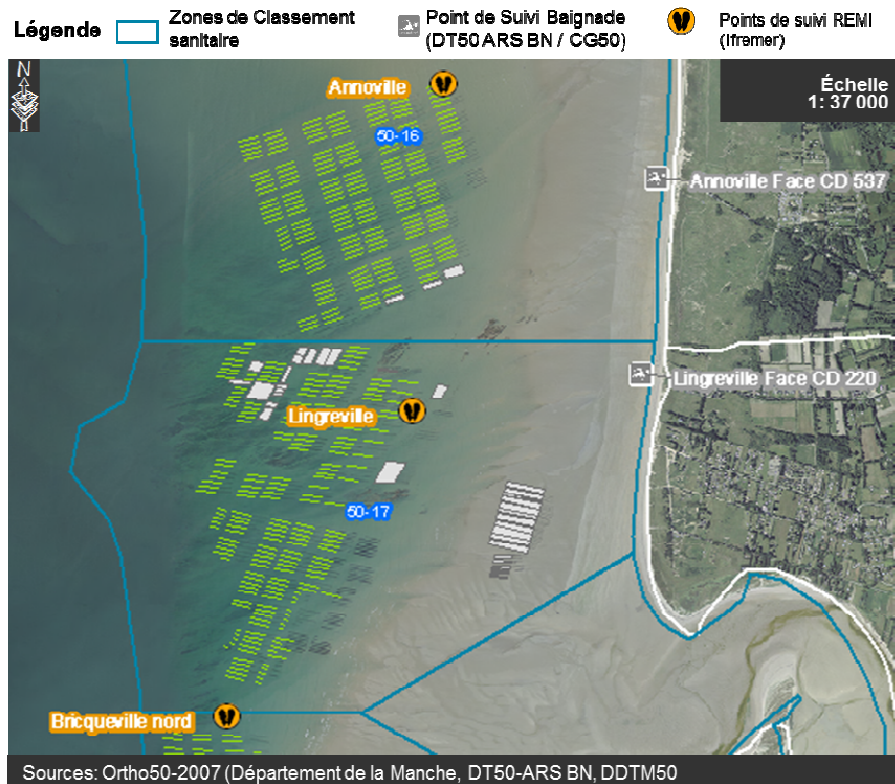 Légende
Zones de Classement
sanitaire
Point de Suivi Baignade
(DT50 ARS BN / CG50)
Points de suivi REMI
(Ifremer)
N
Échelle
1: 37 000
Annoville
50-16
Annoville Face CD 537
Lingreville Face CD 220
Lingreville
50-17
Bricqueville nord
Sources: Ortho50-2007 (Département de la Manche, DT50-ARS BN, DDTM50